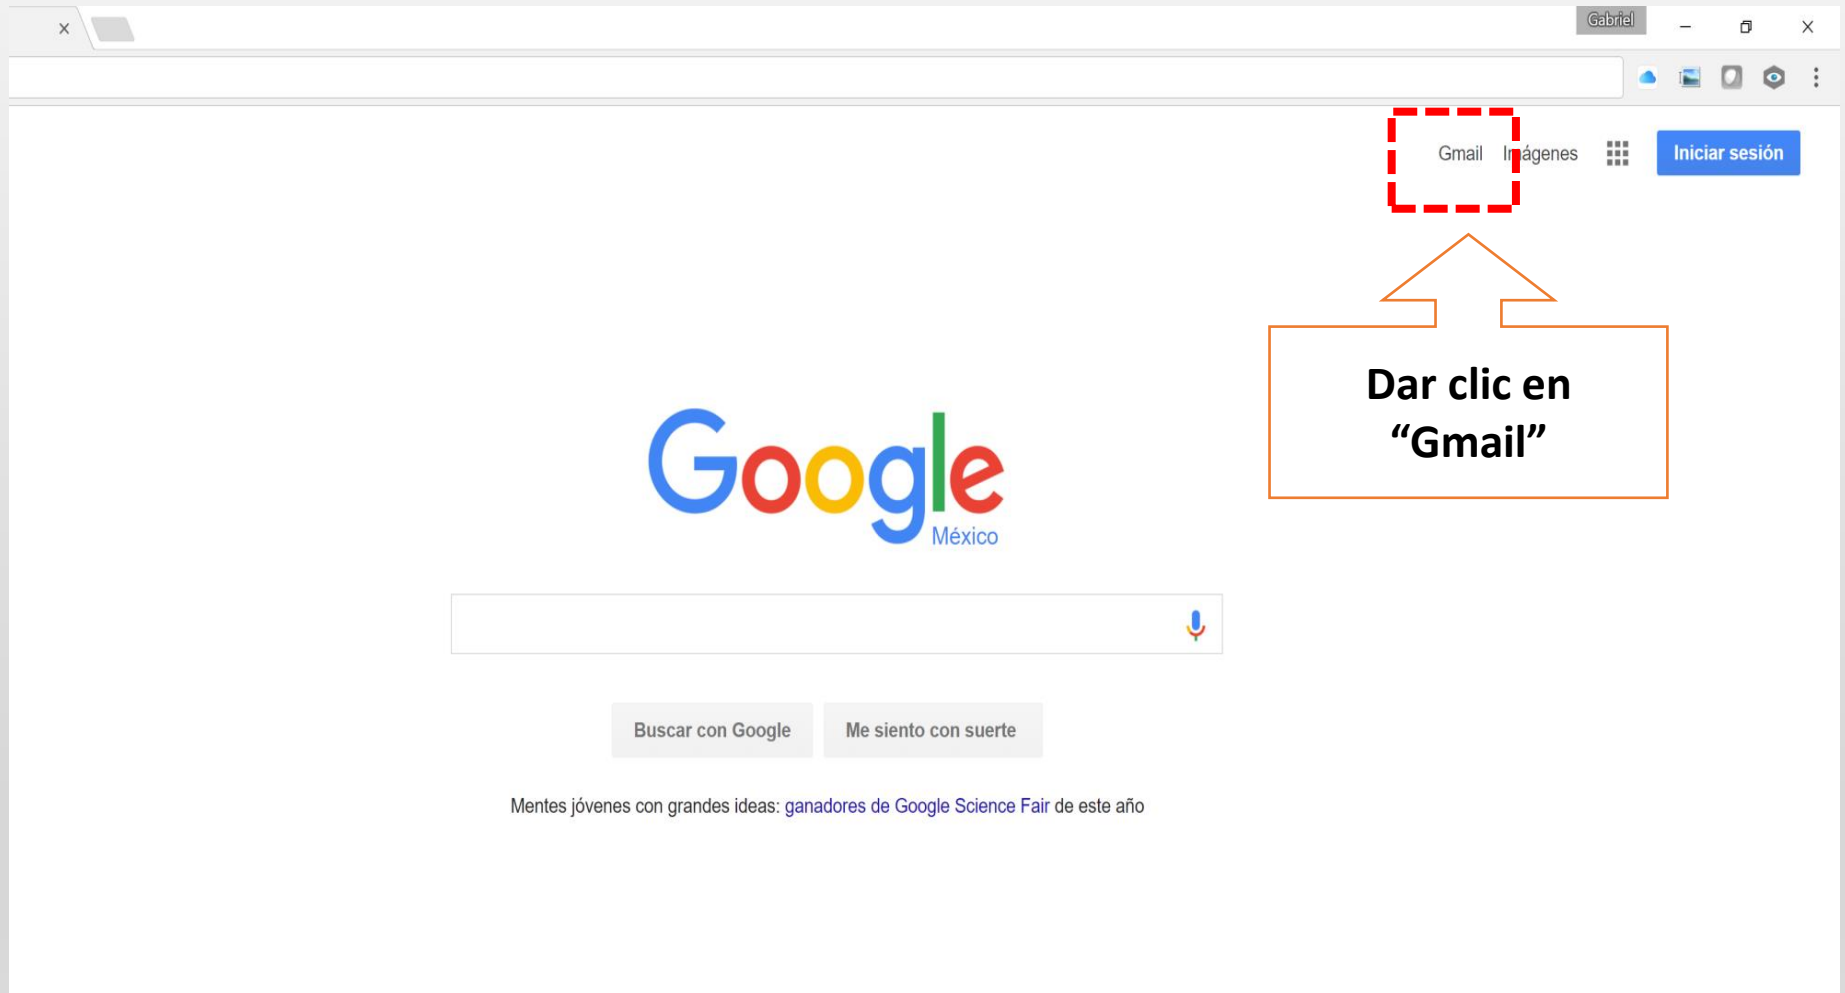 Gabriel
Gmail Imágenes Iniciar sesión
Dar clic en
“Gmail”
Google
México
Buscar con Google Me siento con suerte
Mentes jóvenes con grandes ideas: ganadores de Google Science Fair de este año